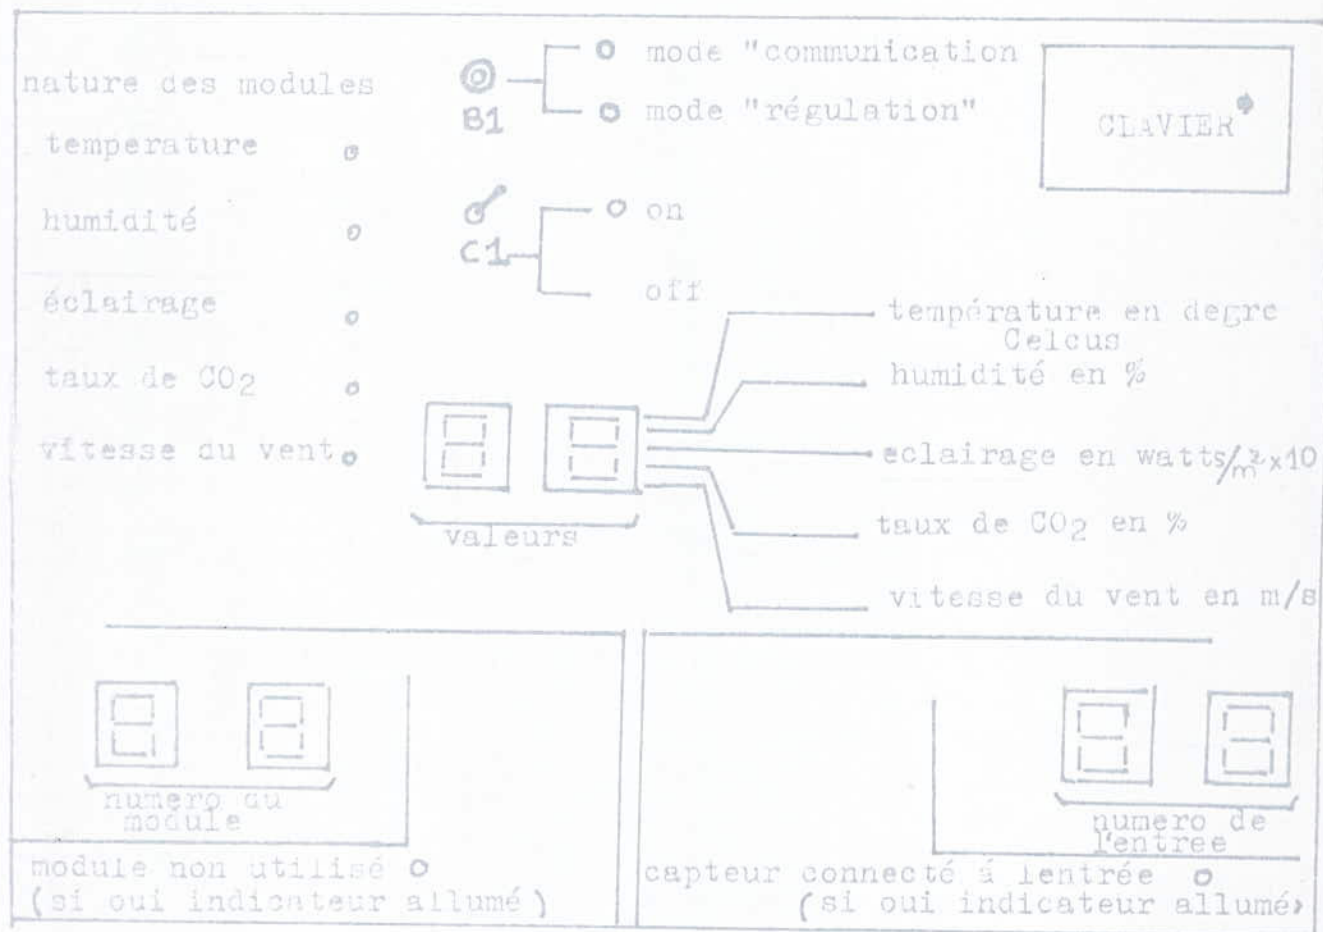 nature des modules
temperature
humidité
éclairage
taux de CO2
vitesse du vent
B1
mode "communication
mode "régulation"
C1
on
off
CLAVIER
température en degre
Celcus
humidité en %
eclairage en watts/m² x10
taux de CO2 en %
vitesse du vent en m/s
valeurs
numero du
module
module non utilisé
(si oui indicateur allumé)
numero de
l'entree
capteur connecté à lentrée
(si oui indicateur allumé)